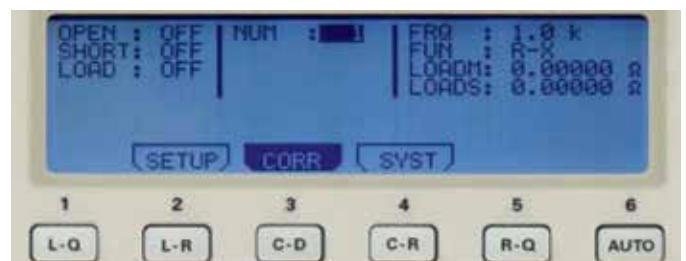 OPEN : OFF NUM : FRQ : 1.0 k
SHORT: OFF FUN : R-X
LOAD : OFF LOADM: 0.00000 Ω
LOADS: 0.00000 Ω
SETUP CORR SYST
1 2 3 4 5 6
L-Q L-R C-D C-R R-Q AUTO